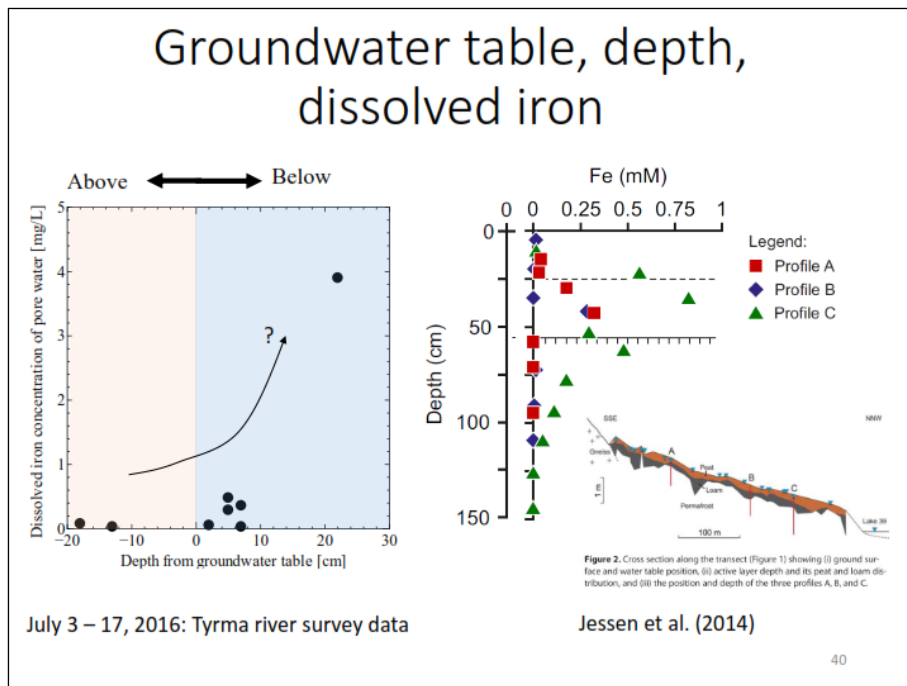 Groundwater table, depth,
dissolved iron
Above
Below
Dissolved iron concentration of pore water [mg/L]
5
4
3
2
1
0
?
−20
−10
0
10
20
30
Depth from groundwater table [cm]
July 3 – 17, 2016: Tyrma river survey data
Fe (mM)
0 0 0.25 0.5 0.75 1
Depth (cm)
0
50
100
150
Legend:
Profile A
Profile B
Profile C
SSE
NNW
Gneiss
A
Peat
Loam
B
C
Permafrost
1 m
100 m
Lake 39
Figure 2. Cross section along the transect (Figure 1) showing (i) ground sur-
face and water table position, (ii) active layer depth and its peat and loam dis-
tribution, and (iii) the position and depth of the three profiles A, B, and C.
Jessen et al. (2014)
40